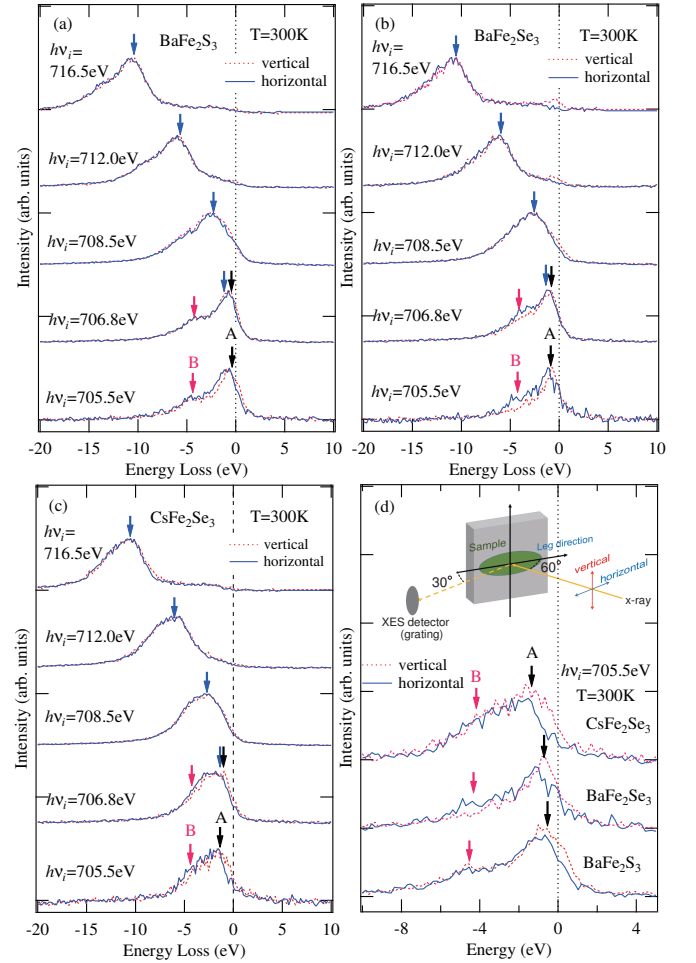 (a)
BaFe₂S₃
T=300K
hνᵢ=
716.5eV
vertical
horizontal
hνᵢ=712.0eV
hνᵢ=708.5eV
hνᵢ=706.8eV
A
B
hνᵢ=705.5eV
Intensity (arb. units)
-20 -15 -10 -5 0 5 10
Energy Loss (eV)
(b)
BaFe₂Se₃
T=300K
hνᵢ=
716.5eV
vertical
horizontal
hνᵢ=712.0eV
hνᵢ=708.5eV
hνᵢ=706.8eV
A
B
hνᵢ=705.5eV
Intensity (arb. units)
-20 -15 -10 -5 0 5 10
Energy Loss (eV)
(c)
CsFe₂Se₃
T=300K
hνᵢ=
716.5eV
vertical
horizontal
hνᵢ=712.0eV
hνᵢ=708.5eV
hνᵢ=706.8eV
A
B
hνᵢ=705.5eV
Intensity (arb. units)
-20 -15 -10 -5 0 5 10
Energy Loss (eV)
(d)
Sample
Leg direction
30°
60°
vertical
horizontal
x-ray
XES detector
(grating)
vertical
horizontal
A
B
hνᵢ=705.5eV
T=300K
CsFe₂Se₃
BaFe₂Se₃
BaFe₂S₃
Intensity (arb. units)
-8 -4 0 4
Energy (eV)